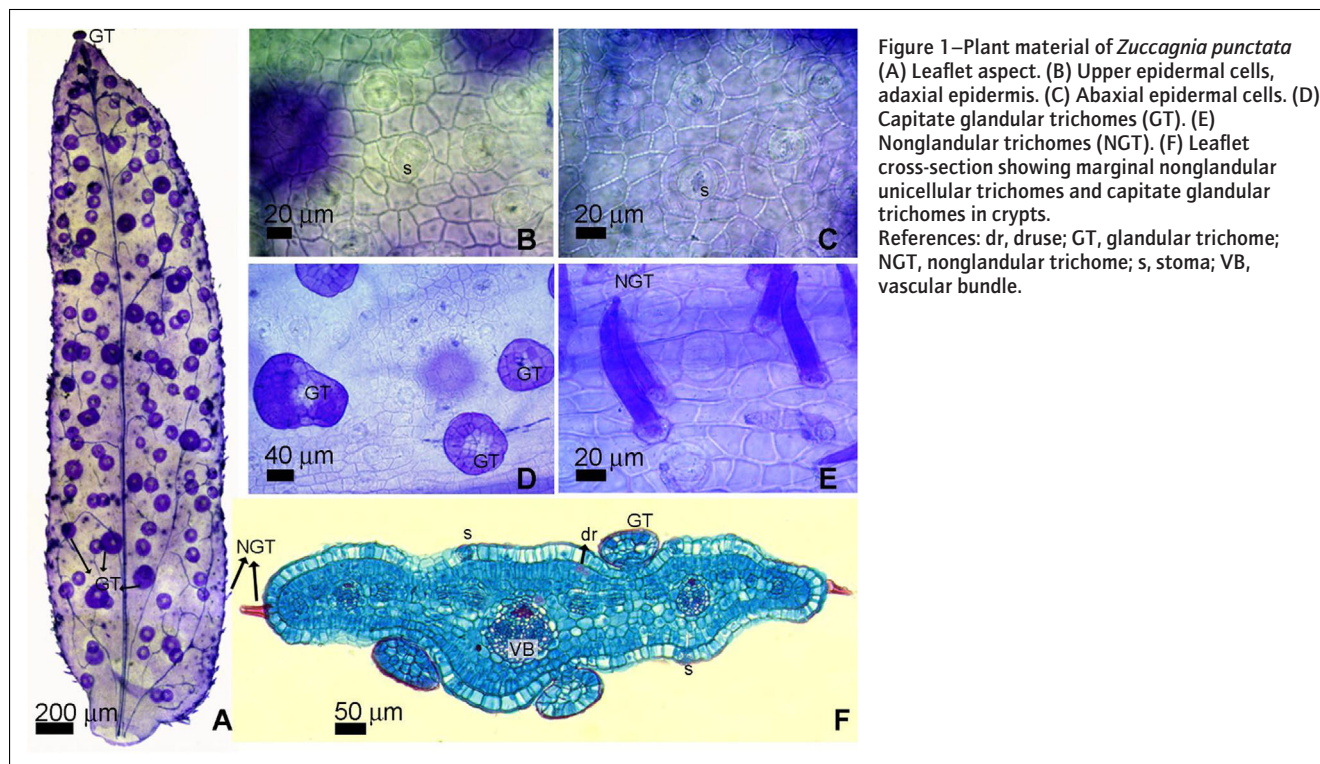 GT
GT
NGT
200 μm
A
s
20 μm
B
s
20 μm
C
GT
GT
GT
40 μm
D
NGT
20 μm
E
s
dr
GT
VB
s
50 μm
F
Figure 1–Plant material of Zuccagnia punctata
(A) Leaflet aspect. (B) Upper epidermal cells,
adaxial epidermis. (C) Abaxial epidermal cells. (D)
Capitate glandular trichomes (GT). (E)
Nonglandular trichomes (NGT). (F) Leaflet
cross-section showing marginal nonglandular
unicellular trichomes and capitate glandular
trichomes in crypts.
References: dr, druse; GT, glandular trichome;
NGT, nonglandular trichome; s, stoma; VB,
vascular bundle.